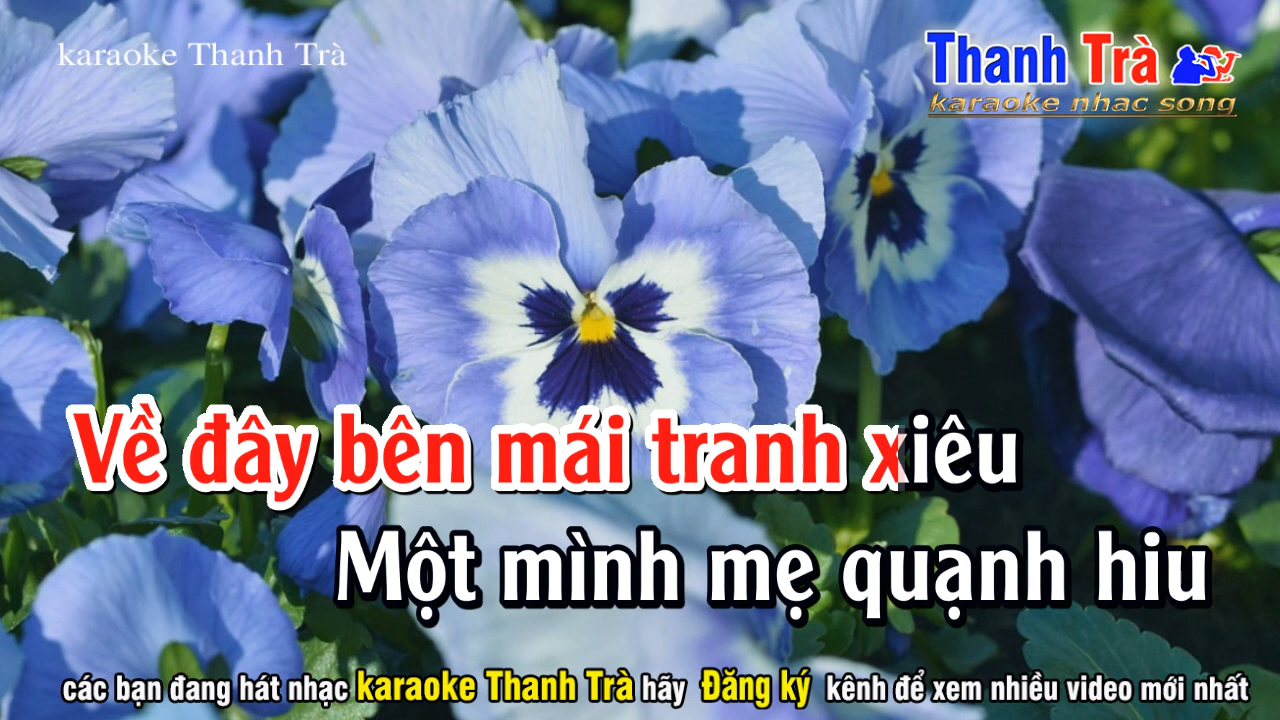 karaoke Thanh Trà
Thanh Trà
karaoke nhac song
Về đây bên mái tranh xiêu
Một mình mẹ quạnh hiu
các bạn đang hát nhạc karaoke Thanh Trà hãy Đăng ký kênh để xem nhiều video mới nhất